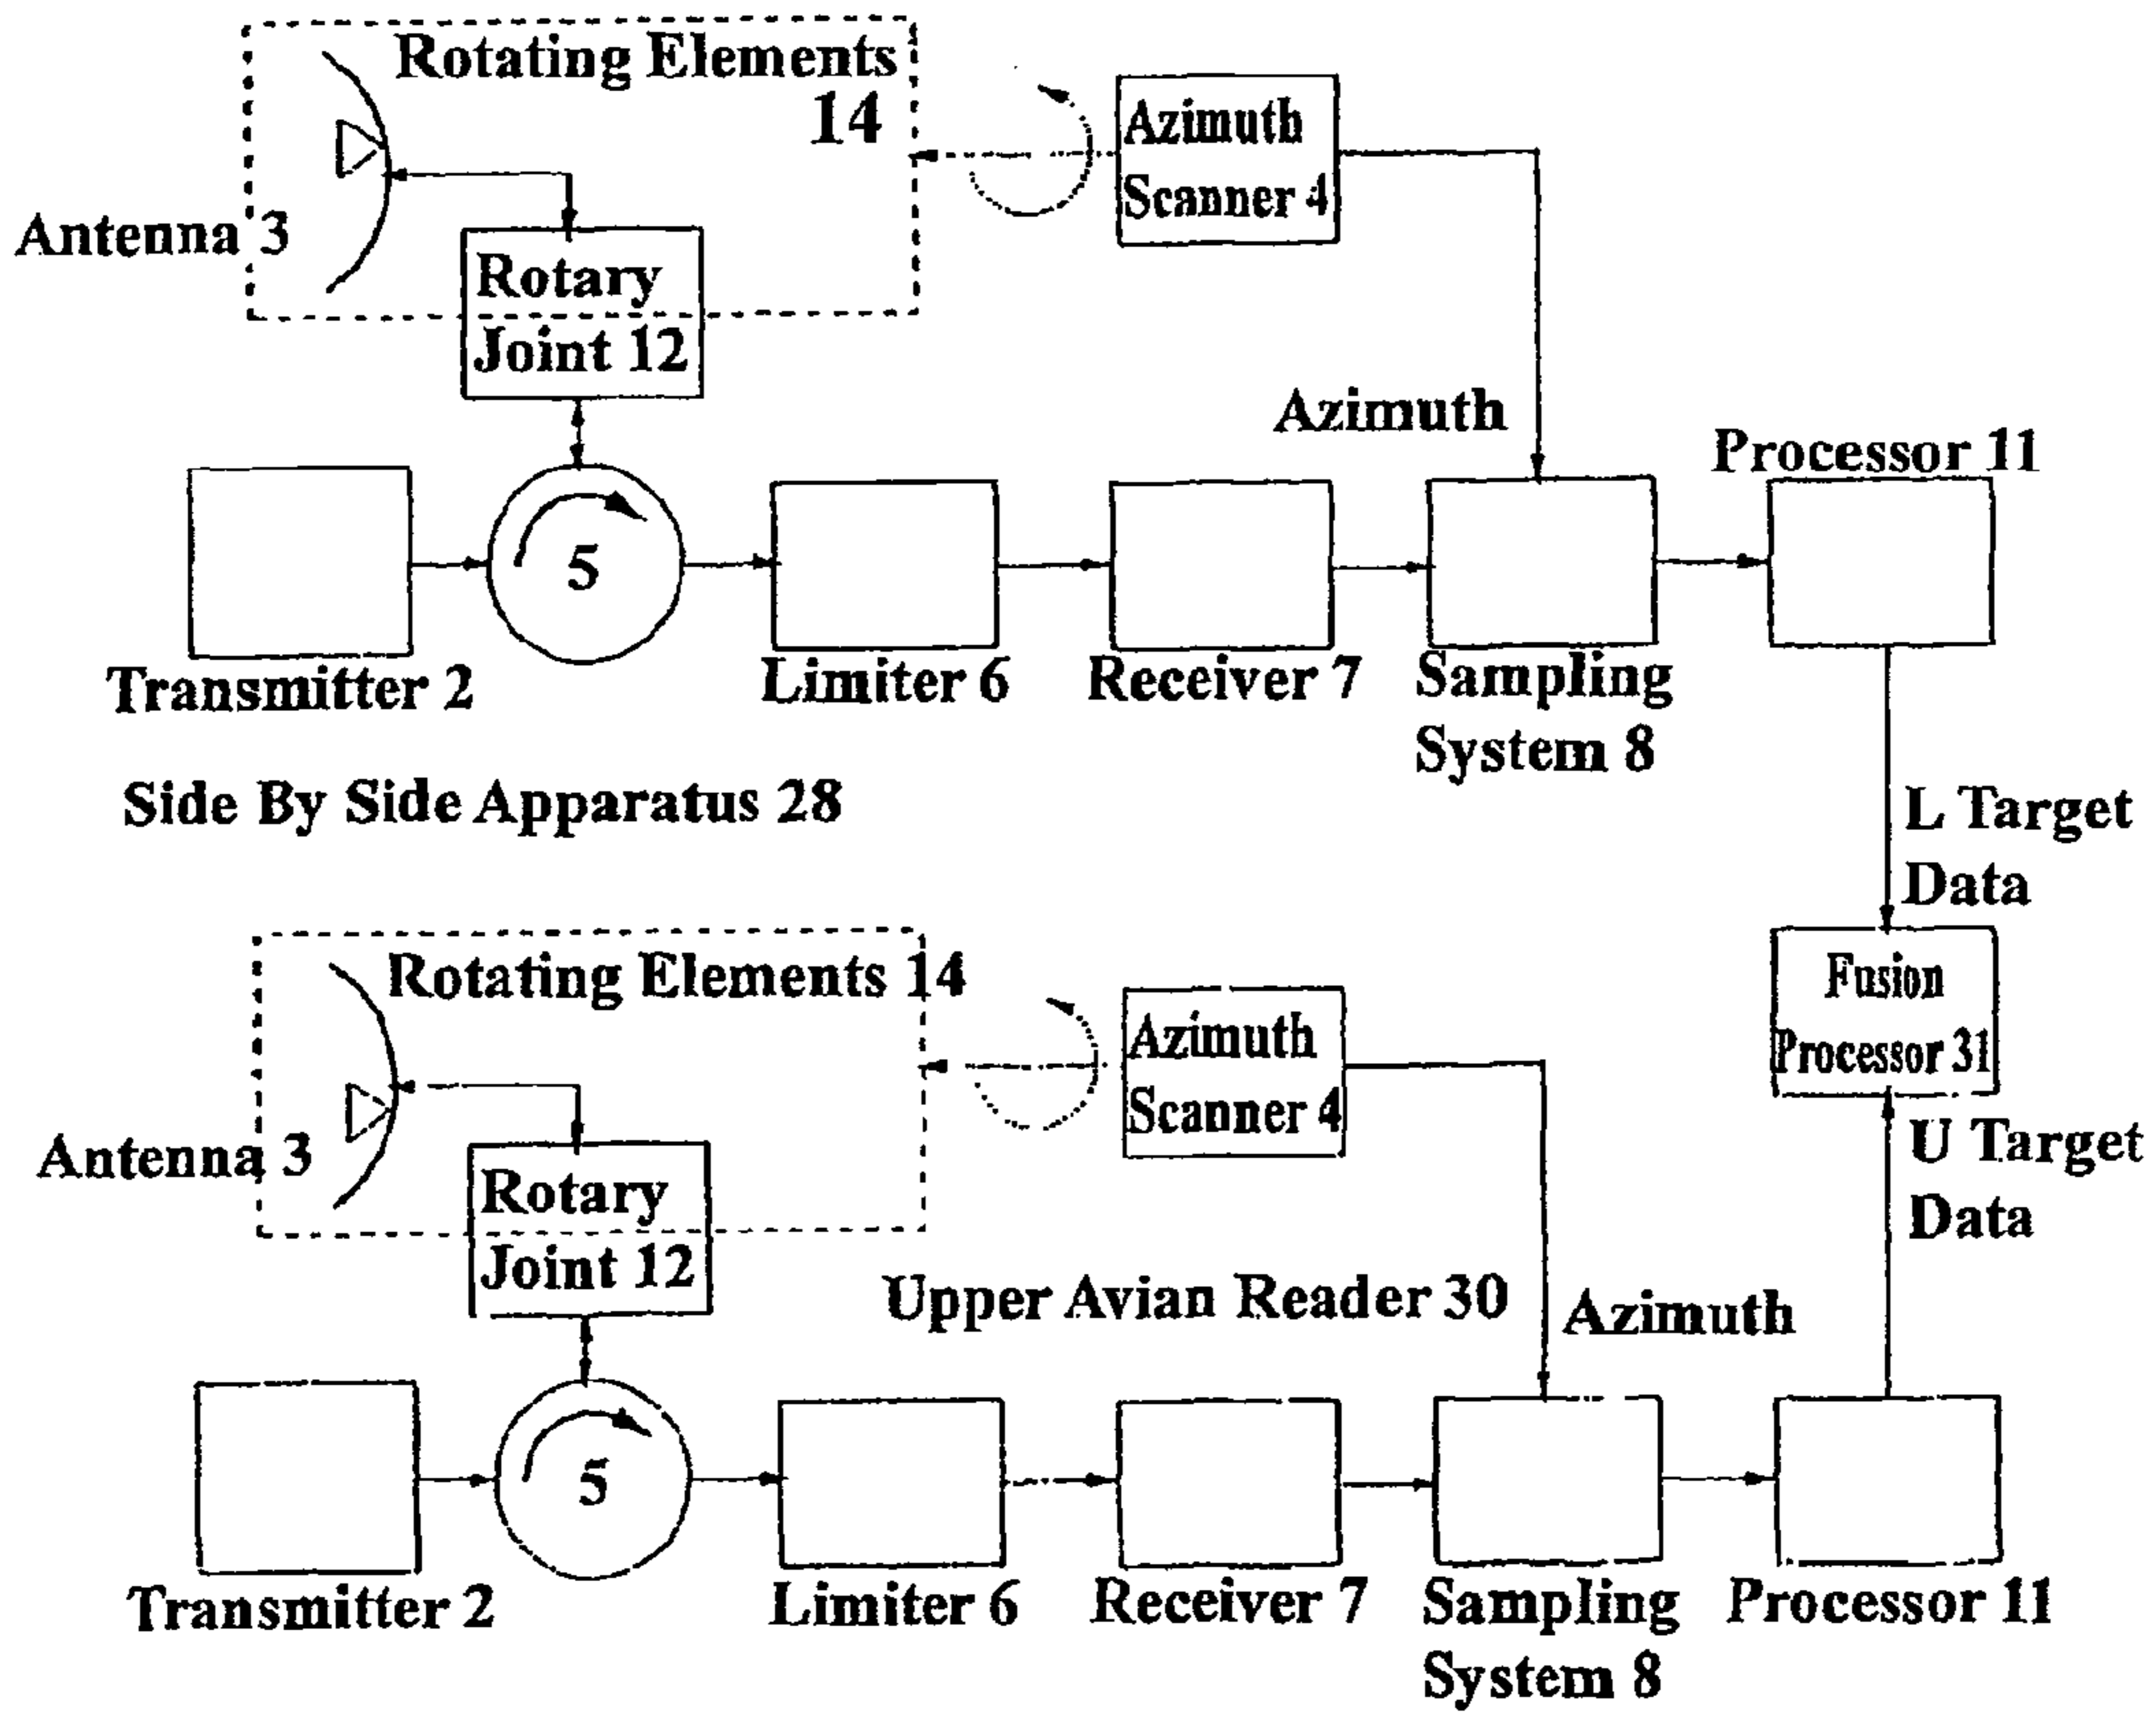 Rotating Elements
14
Azimuth
Scanner 4
Antenna 3
Rotary
Joint 12
Azimuth
Processor 11
5
Transmitter 2
Limiter 6
Receiver 7
Sampling
System 8
Side By Side Apparatus 28
L Target
Data
Rotating Elements 14
Azimuth
Scanner 4
Fusion
Processor 31
Antenna 3
Rotary
Joint 12
U Target
Data
Upper Avian Reader 30
Azimuth
5
Transmitter 2
Limiter 6
Receiver 7
Sampling
System 8
Processor 11